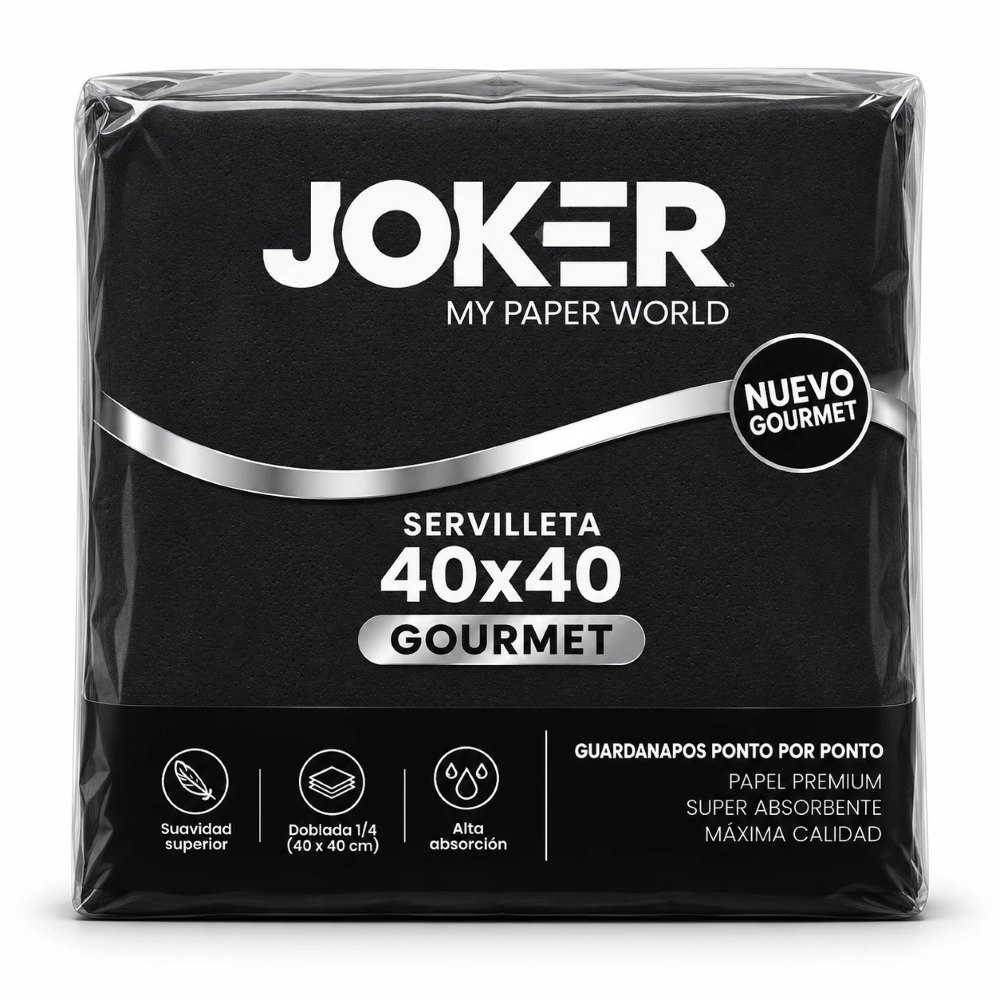 JOKER
MY PAPER WORLD
NUEVO
GOURMET
SERVILLETA
40x40
GOURMET
Suavidad
superior
Doblada 1/4
(40 x 40 cm)
Alta
absorción
GUARDANAPOS PONTO POR PONTO
PAPEL PREMIUM
SUPER ABSORBENTE
MÁXIMA CALIDAD